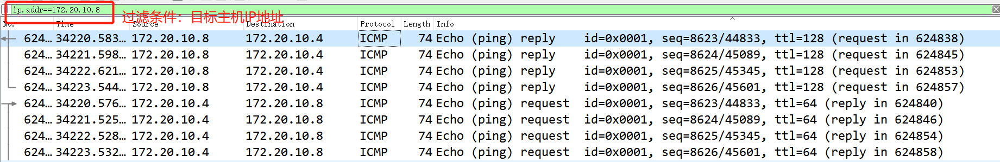 ip.addr==172.20.10.8
过滤条件：目标主机IP地址
No. Time Source Destination Protocol Length Info
624… 34220.583… 172.20.10.8 172.20.10.4 ICMP 74 Echo (ping) reply id=0x0001, seq=8623/44833, ttl=128 (request in 624838)
624… 34221.598… 172.20.10.8 172.20.10.4 ICMP 74 Echo (ping) reply id=0x0001, seq=8624/45089, ttl=128 (request in 624845)
624… 34222.621… 172.20.10.8 172.20.10.4 ICMP 74 Echo (ping) reply id=0x0001, seq=8625/45345, ttl=128 (request in 624853)
624… 34223.544… 172.20.10.8 172.20.10.4 ICMP 74 Echo (ping) reply id=0x0001, seq=8626/45601, ttl=128 (request in 624857)
624… 34220.576… 172.20.10.4 172.20.10.8 ICMP 74 Echo (ping) request id=0x0001, seq=8623/44833, ttl=64 (reply in 624840)
624… 34221.525… 172.20.10.4 172.20.10.8 ICMP 74 Echo (ping) request id=0x0001, seq=8624/45089, ttl=64 (reply in 624846)
624… 34222.528… 172.20.10.4 172.20.10.8 ICMP 74 Echo (ping) request id=0x0001, seq=8625/45345, ttl=64 (reply in 624854)
624… 34223.532… 172.20.10.4 172.20.10.8 ICMP 74 Echo (ping) request id=0x0001, seq=8626/45601, ttl=64 (reply in 624858)